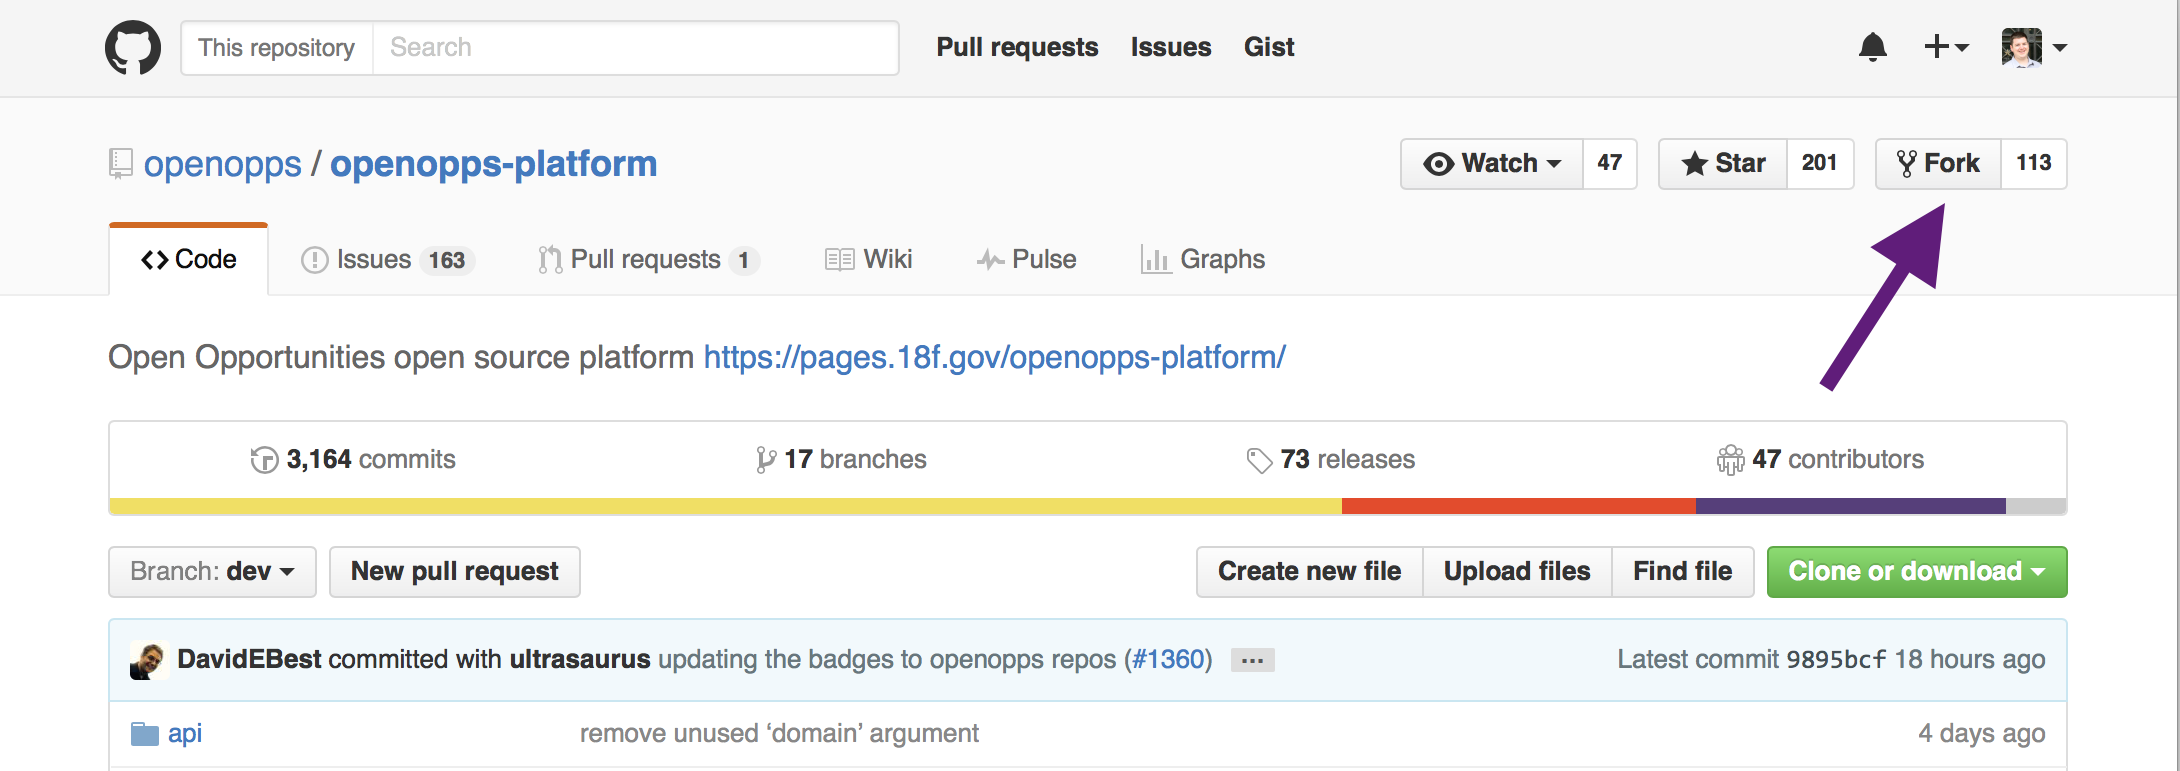 This repository Search Pull requests Issues Gist
openopps / openopps-platform Watch 47 Star 201 Fork 113
Code Issues 163 Pull requests 1 Wiki Pulse Graphs
Open Opportunities open source platform https://pages.18f.gov/openopps-platform/
3,164 commits 17 branches 73 releases 47 contributors
Branch: dev New pull request Create new file Upload files Find file Clone or download
DavidEBest committed with ultrasaurus updating the badges to openopps repos (#1360) ... Latest commit 9895bcf 18 hours ago
api remove unused ‘domain’ argument 4 days ago